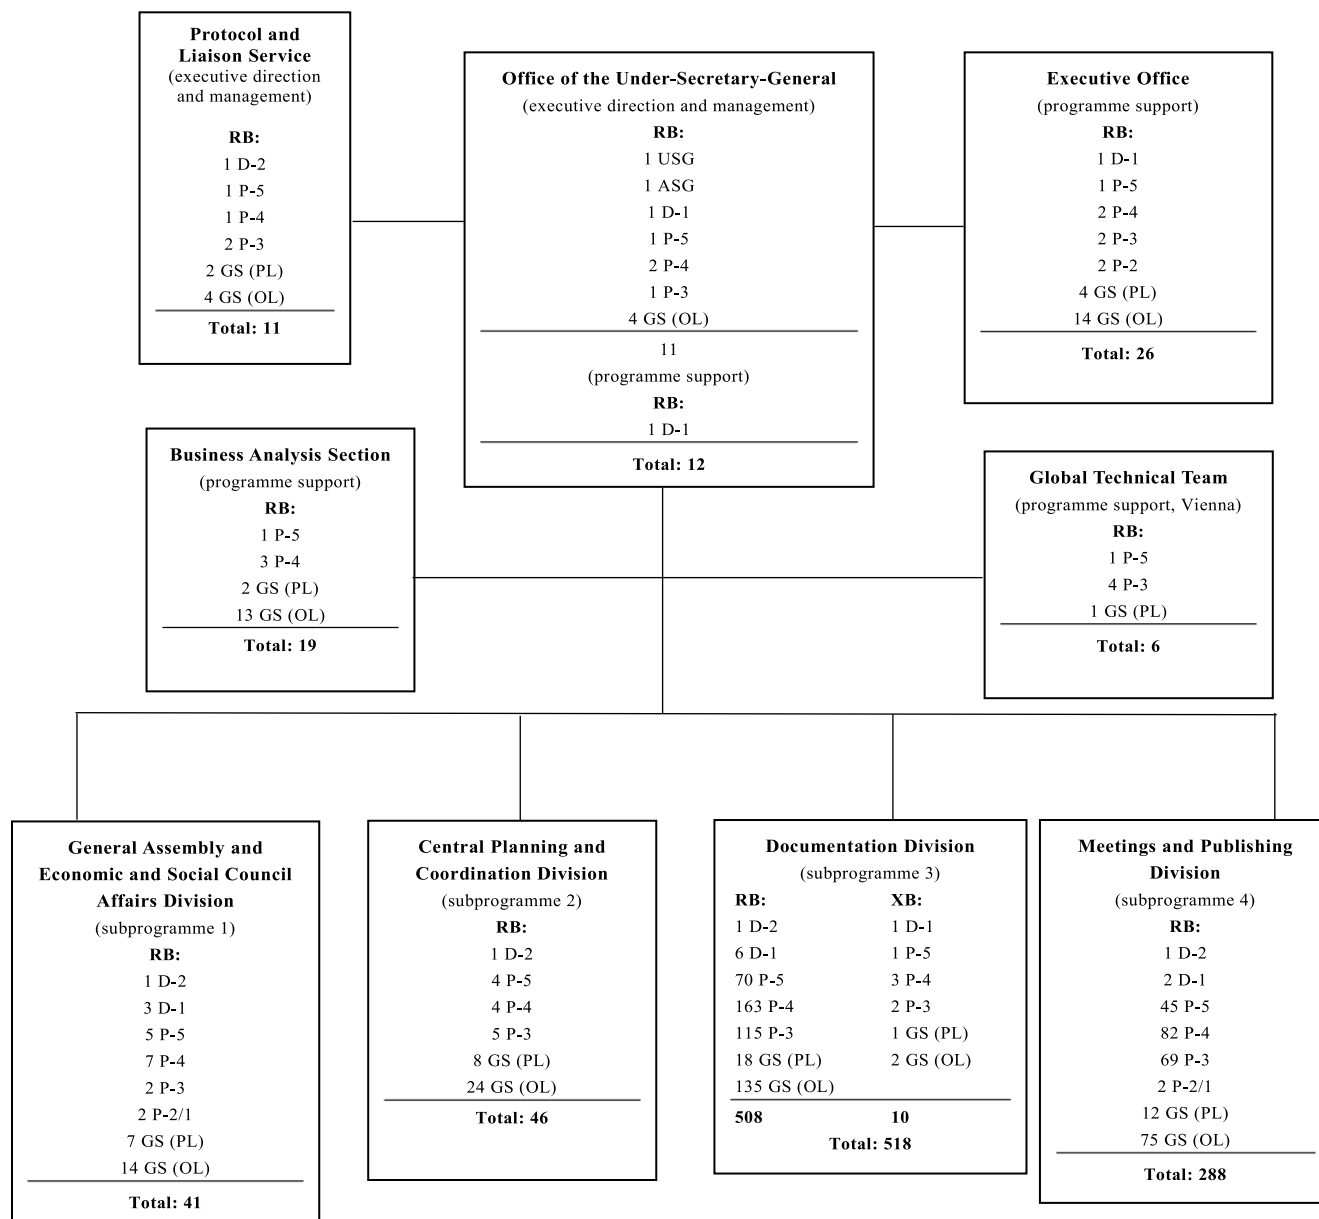 Protocol and
Liaison Service
(executive direction
and management)
RB:
1 D-2
1 P-5
1 P-4
2 P-3
2 GS (PL)
4 GS (OL)
Total: 11
Office of the Under-Secretary-General
(executive direction and management)
RB:
1 USG
1 ASG
1 D-1
1 P-5
2 P-4
1 P-3
4 GS (OL)
11
(programme support)
RB:
1 D-1
Total: 12
Executive Office
(programme support)
RB:
1 D-1
1 P-5
2 P-4
2 P-3
2 P-2
4 GS (PL)
14 GS (OL)
Total: 26
Business Analysis Section
(programme support)
RB:
1 P-5
3 P-4
2 GS (PL)
13 GS (OL)
Total: 19
Global Technical Team
(programme support, Vienna)
RB:
1 P-5
4 P-3
1 GS (PL)
Total: 6
General Assembly and
Economic and Social Council
Affairs Division
(subprogramme 1)
RB:
1 D-2
3 D-1
5 P-5
7 P-4
2 P-3
2 P-2/1
7 GS (PL)
14 GS (OL)
Total: 41
Central Planning and
Coordination Division
(subprogramme 2)
RB:
1 D-2
4 P-5
4 P-4
5 P-3
8 GS (PL)
24 GS (OL)
Total: 46
Documentation Division
(subprogramme 3)
RB: XB:
1 D-2 1 D-1
6 D-1 1 P-5
70 P-5 3 P-4
163 P-4 2 P-3
115 P-3 1 GS (PL)
18 GS (PL) 2 GS (OL)
135 GS (OL)
508 10
Total: 518
Meetings and Publishing
Division
(subprogramme 4)
RB:
1 D-2
2 D-1
45 P-5
82 P-4
69 P-3
2 P-2/1
12 GS (PL)
75 GS (OL)
Total: 288